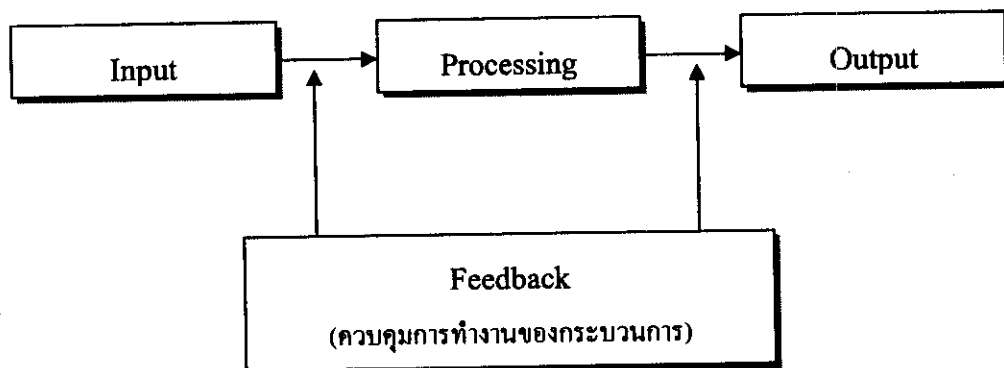 Input
Processing
Output
Feedback
(ควบคุมการทำงานของกระบวนการ)